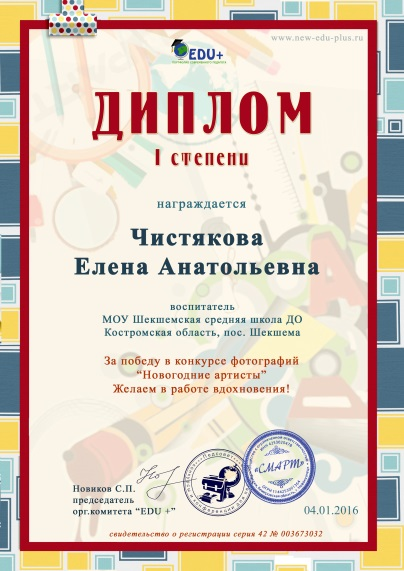 www.new-edu-plus.ru
EDU+
ДИПЛОМ
I степени
награждается
Чистякова
Елена Анатольевна
воспитатель
МОУ Шекшемская средняя школа ДО
Костромская область, пос. Шекшема
За победу в конкурсе фотографий
“Новогодние артисты”
Желаем в работе вдохновения!
«СМАРТ»
Новиков С.П.
председатель
орг.комитета “EDU +”
04.01.2016
свидетельство о регистрации серия 42 № 003673032